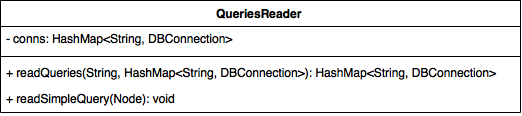 QueriesReader
- conns: HashMap<String, DBConnection>
+ readQueries(String, HashMap<String, DBConnection>): HashMap<String, DBConnection>
+ readSimpleQuery(Node): void